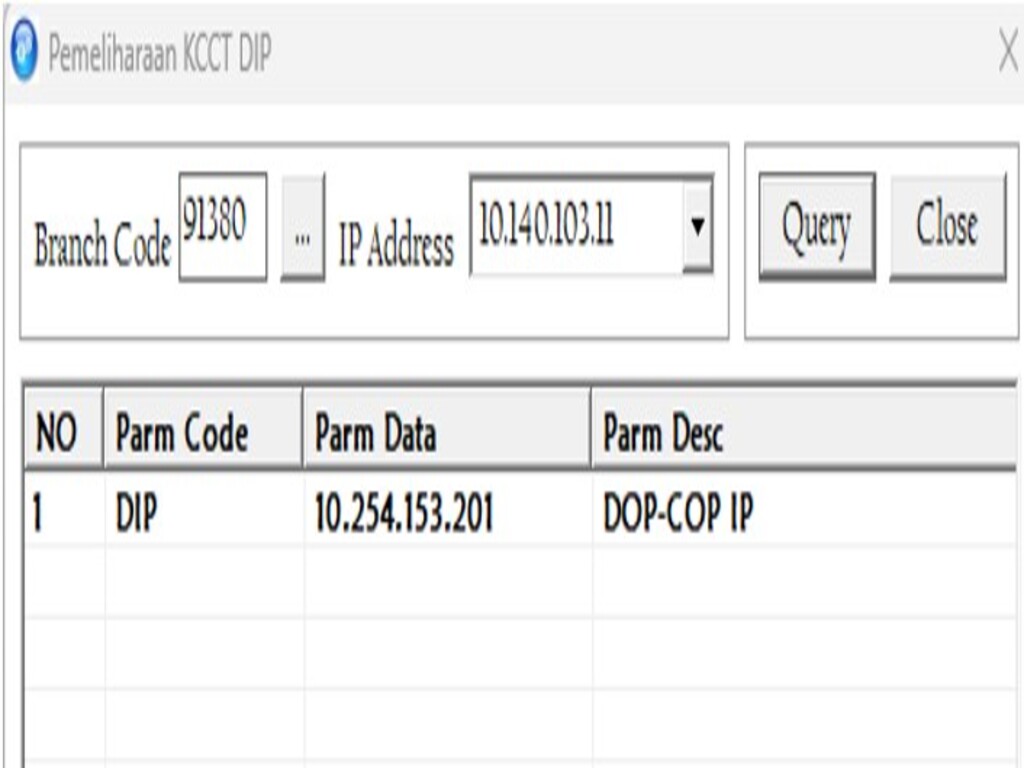 Pemeliharaan KCCT DIP
Branch Code 91380 ... IP Address 10.140.103.11 Query Close
NO Parm Code Parm Data Parm Desc
1 DIP 10.254.153.201 DOP-COP IP